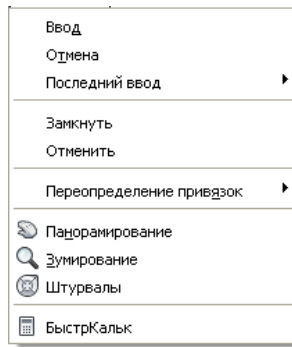 Ввод
Отмена
Последний ввод
Замкнуть
Отменить
Переопределение привязок
Панорамирование
Зумирование
Штурвалы
БыстрКальк